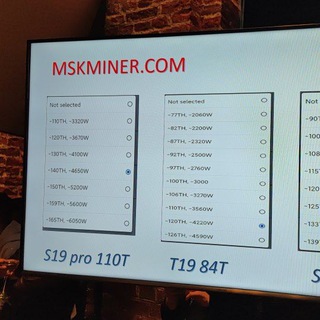 MSKMINER.COM
Not selected
~110TH, ~3320W
~120TH, ~3670W
~130TH, ~4100W
~140TH, ~4650W
~150TH, ~5200W
~159TH, ~5600W
~165TH, ~6050W
S19 pro 110T
Not selected
~77TH, ~2060W
~82TH, ~2200W
~87TH, ~2320W
~92TH, ~2500W
~97TH, ~2760W
~100TH, ~3000
~106TH, ~3270W
~110TH, ~3560W
~120TH, ~4220W
~126TH, ~4590W
T19 84T